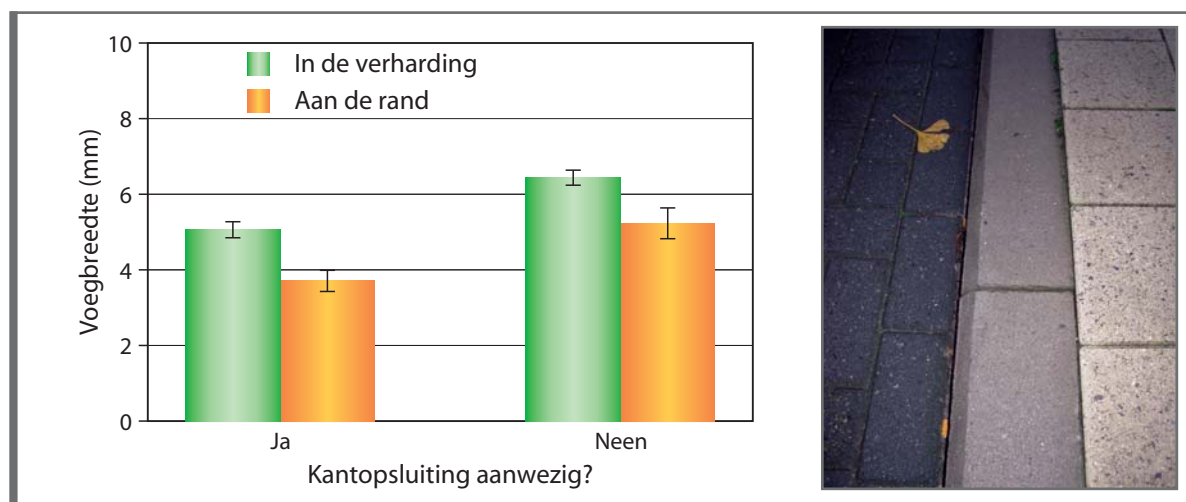 10
8
6
4
2
0
Voegbreedte (mm)
In de verharding
Aan de rand
Ja
Neen
Kantopsluiting aanwezig?